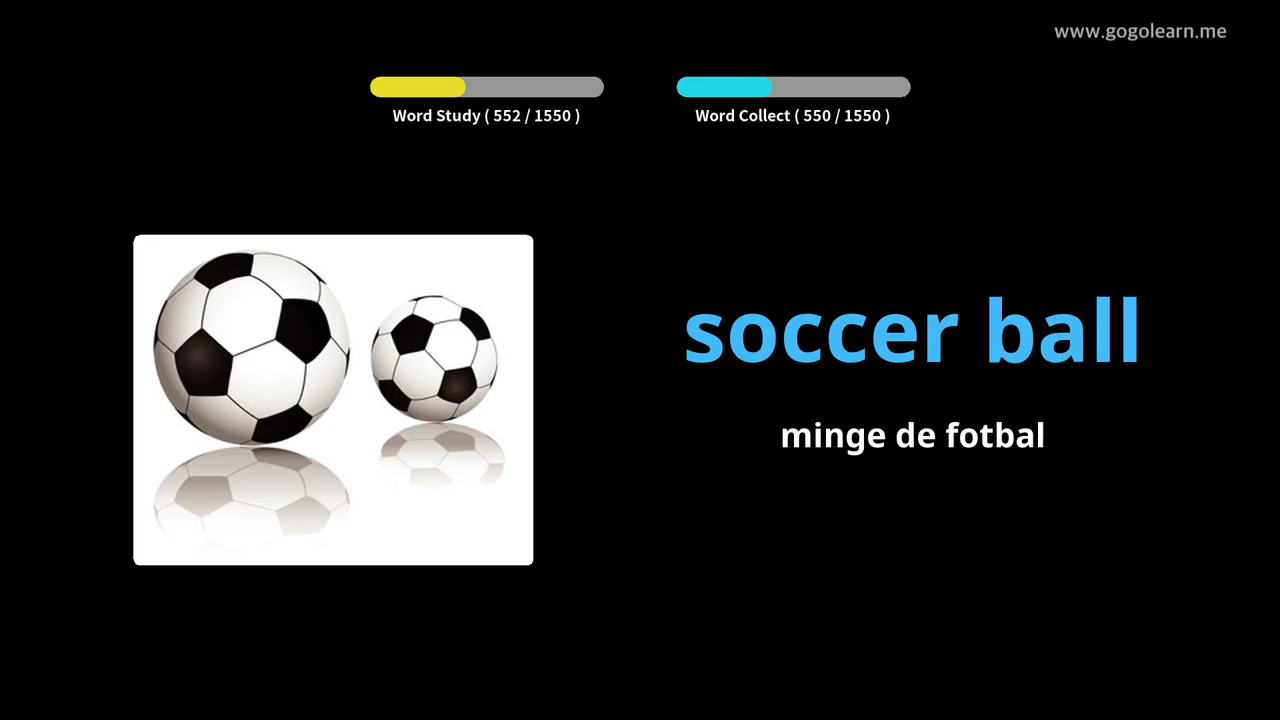 www.gogolearn.me
Word Study ( 552 / 1550 )
Word Collect ( 550 / 1550 )
soccer ball
minge de fotbal